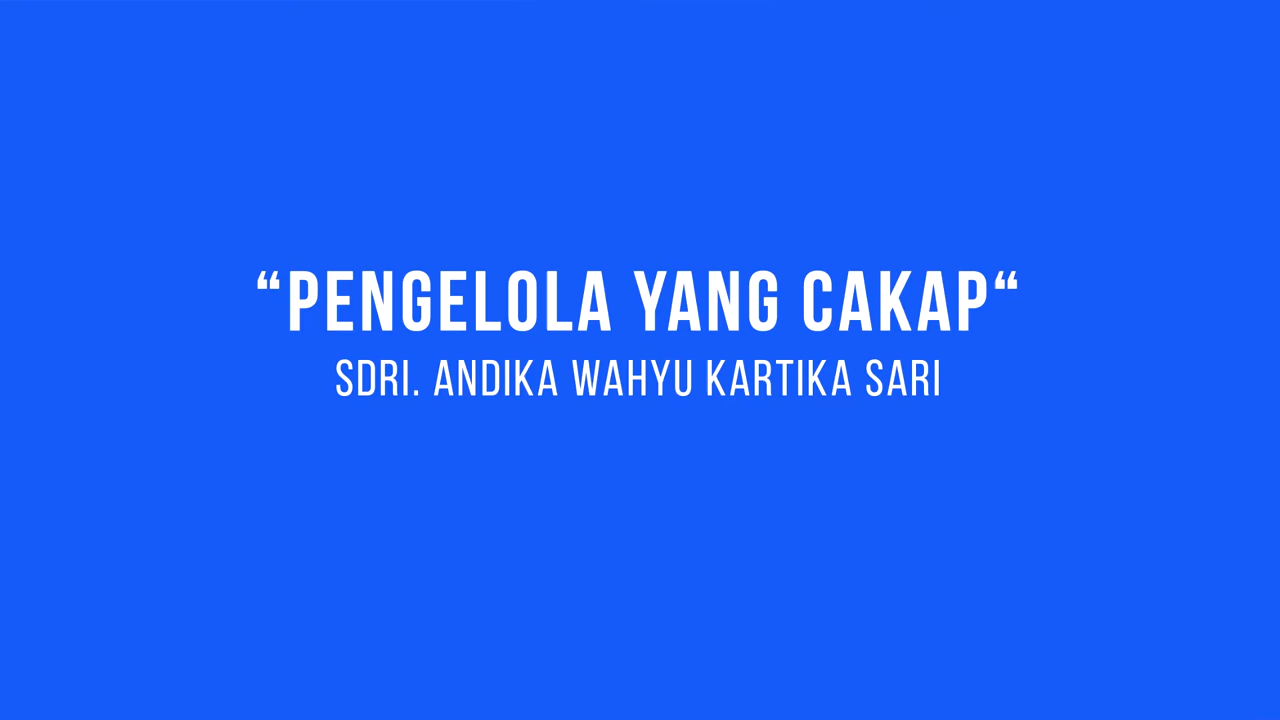 “PENGELOLA YANG CAKAP“
SDRI. ANDIKA WAHYU KARTIKA SARI